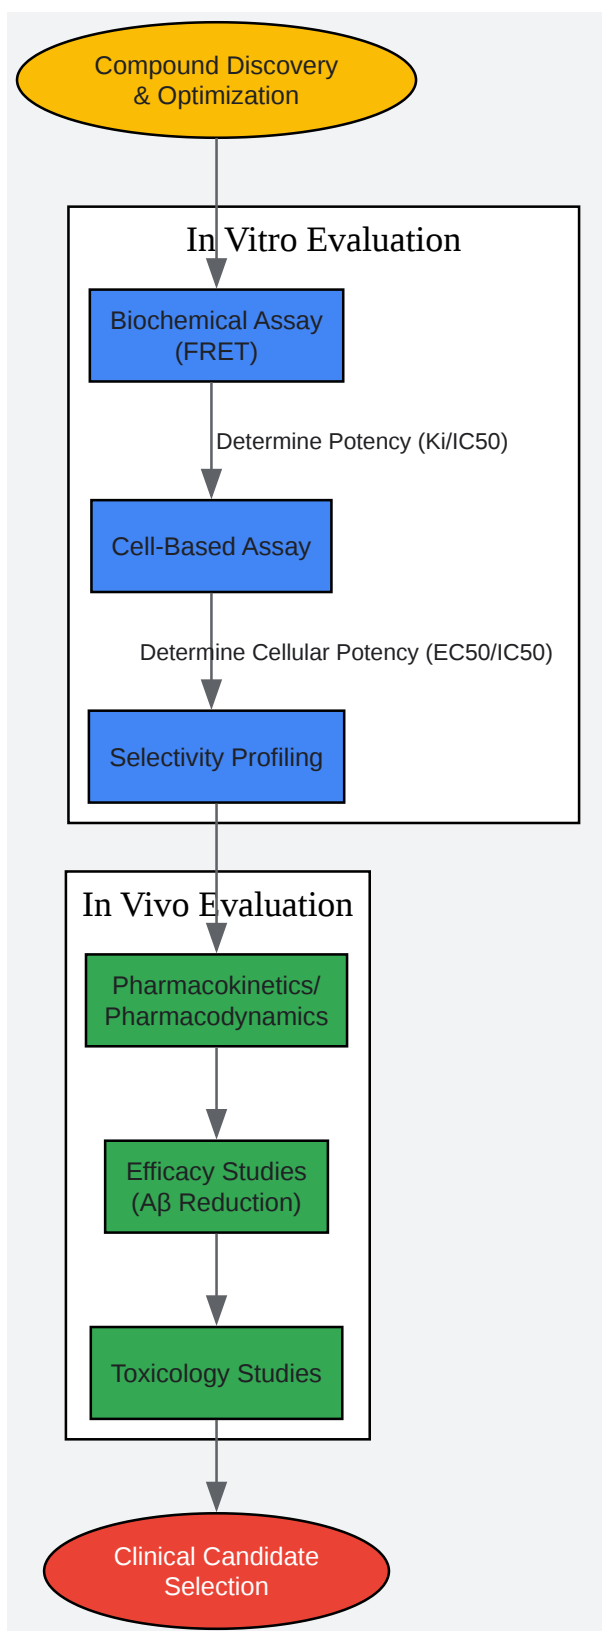 Compound Discovery
& Optimization
In Vitro Evaluation
Biochemical Assay
(FRET)
Determine Potency (Ki/IC50)
Cell-Based Assay
Determine Cellular Potency (EC50/IC50)
Selectivity Profiling
In Vivo Evaluation
Pharmacokinetics/
Pharmacodynamics
Efficacy Studies
(Aβ Reduction)
Toxicology Studies
Clinical Candidate
Selection